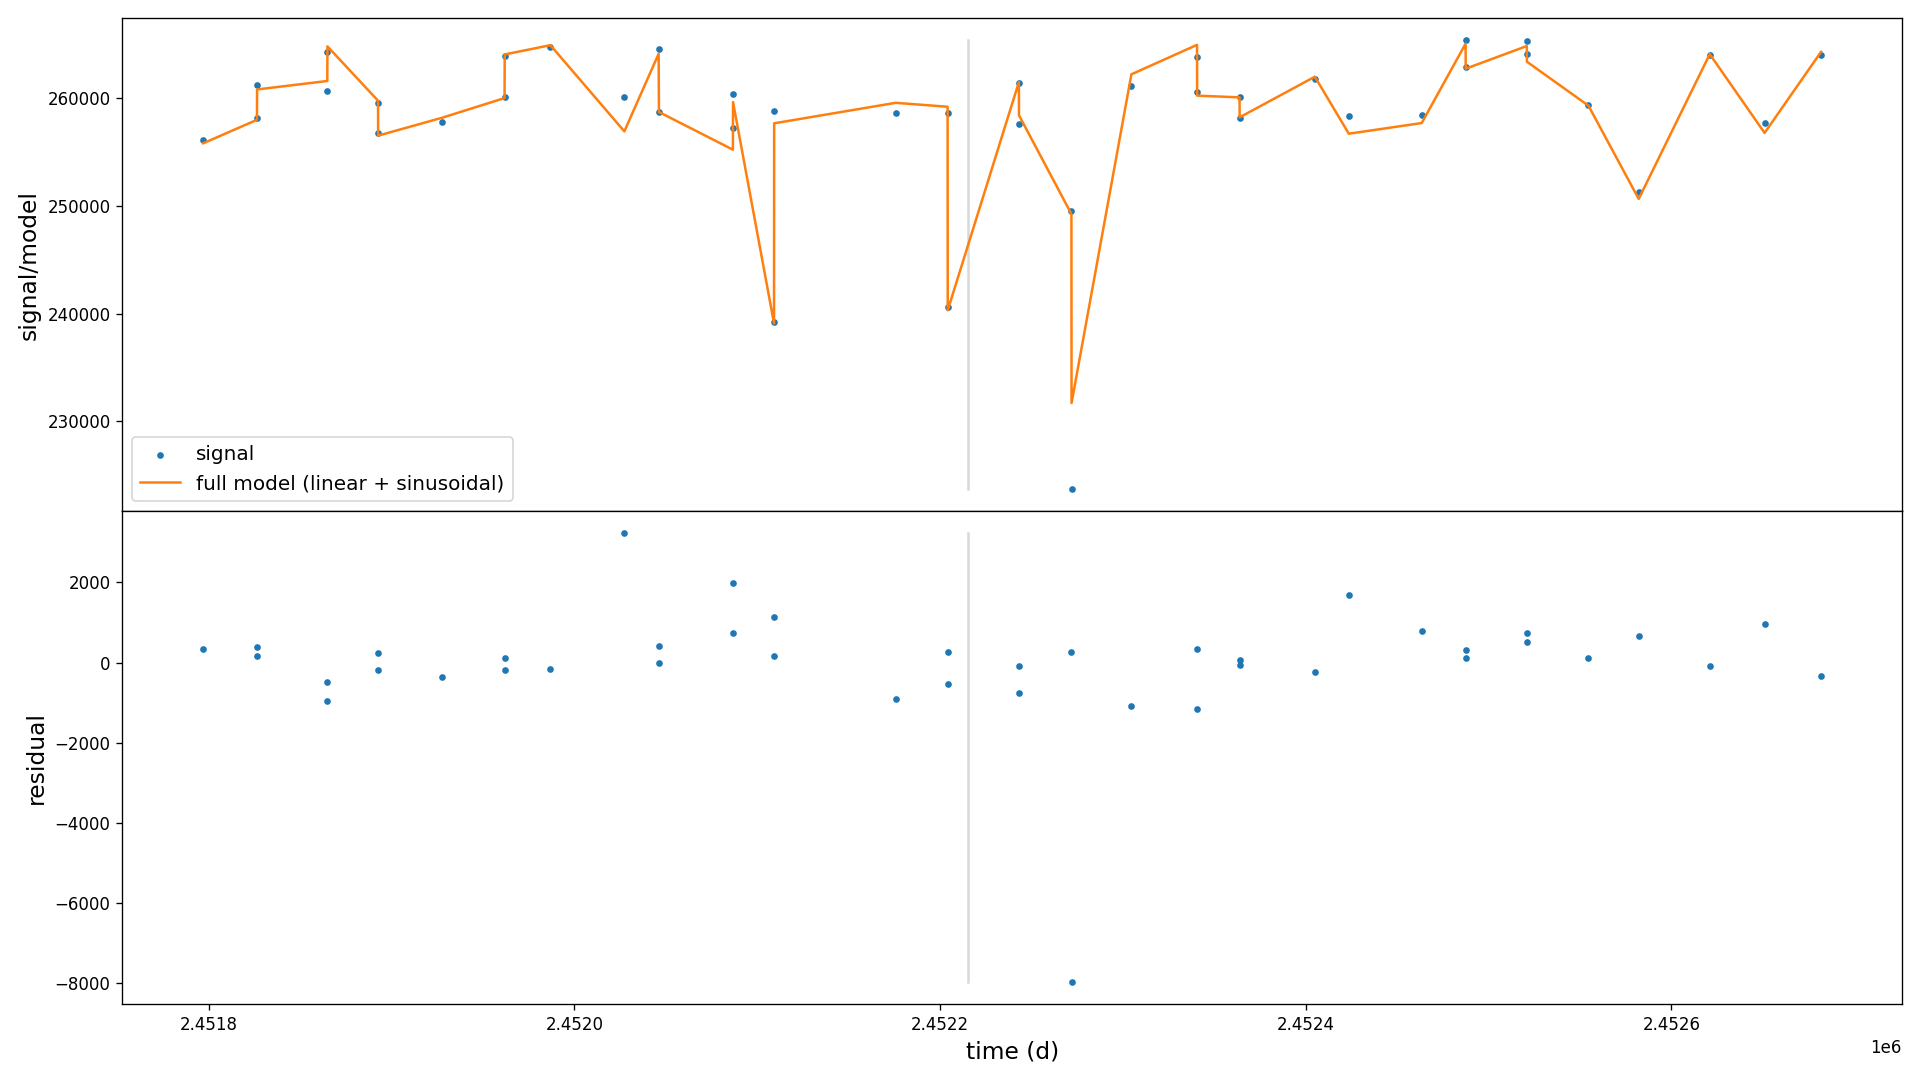 260000
250000
240000
230000
signal/model
signal
full model (linear + sinusoidal)
2000
0
−2000
−4000
−6000
−8000
residual
2.4518
2.4520
2.4522
2.4524
2.4526
1e6
time (d)